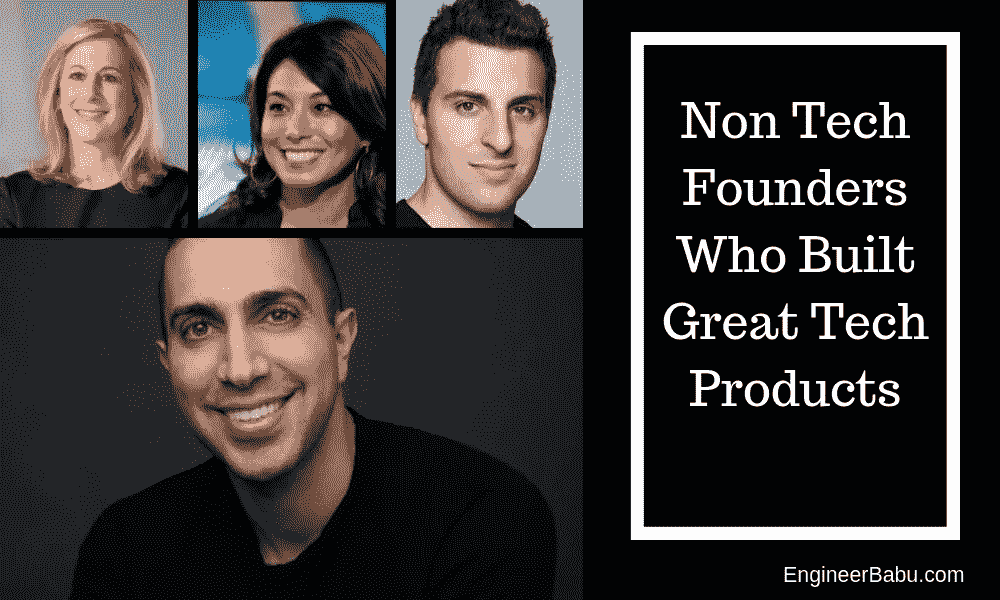 Non Tech
Founders
Who Built
Great Tech
Products
EngineerBabu.com